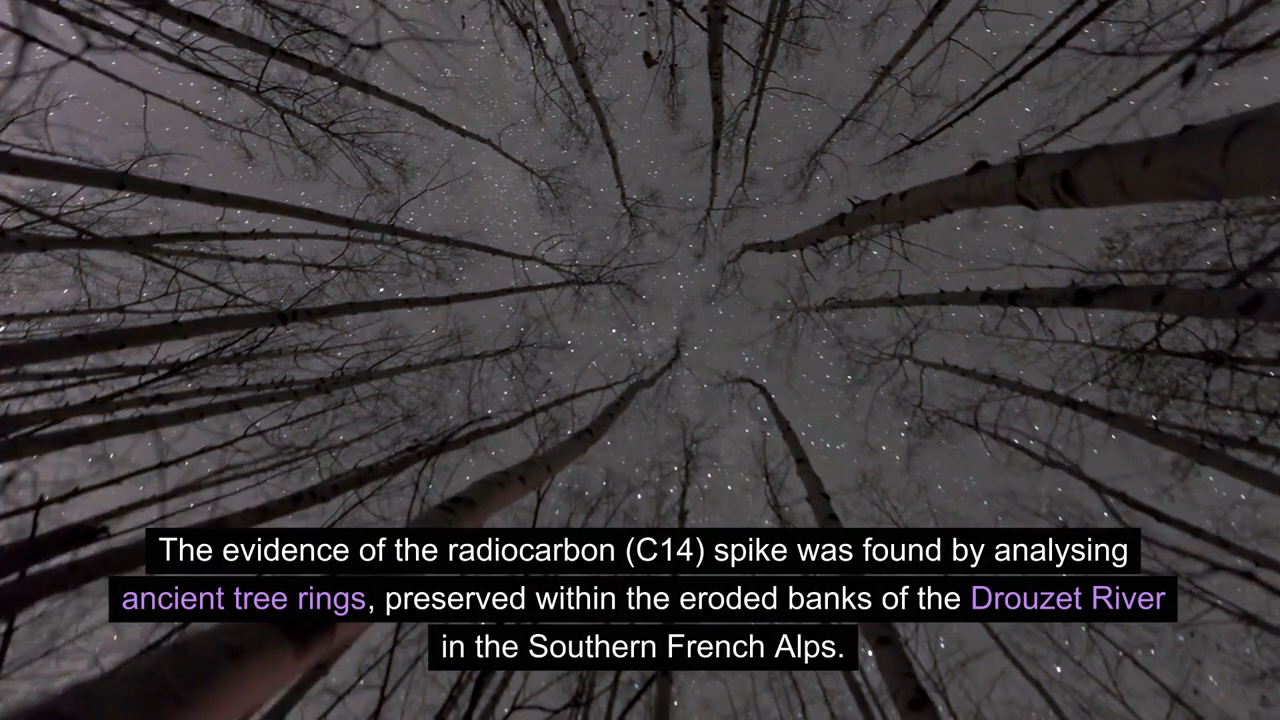 The evidence of the radiocarbon (C14) spike was found by analysing
ancient tree rings, preserved within the eroded banks of the Drouzet River
in the Southern French Alps.